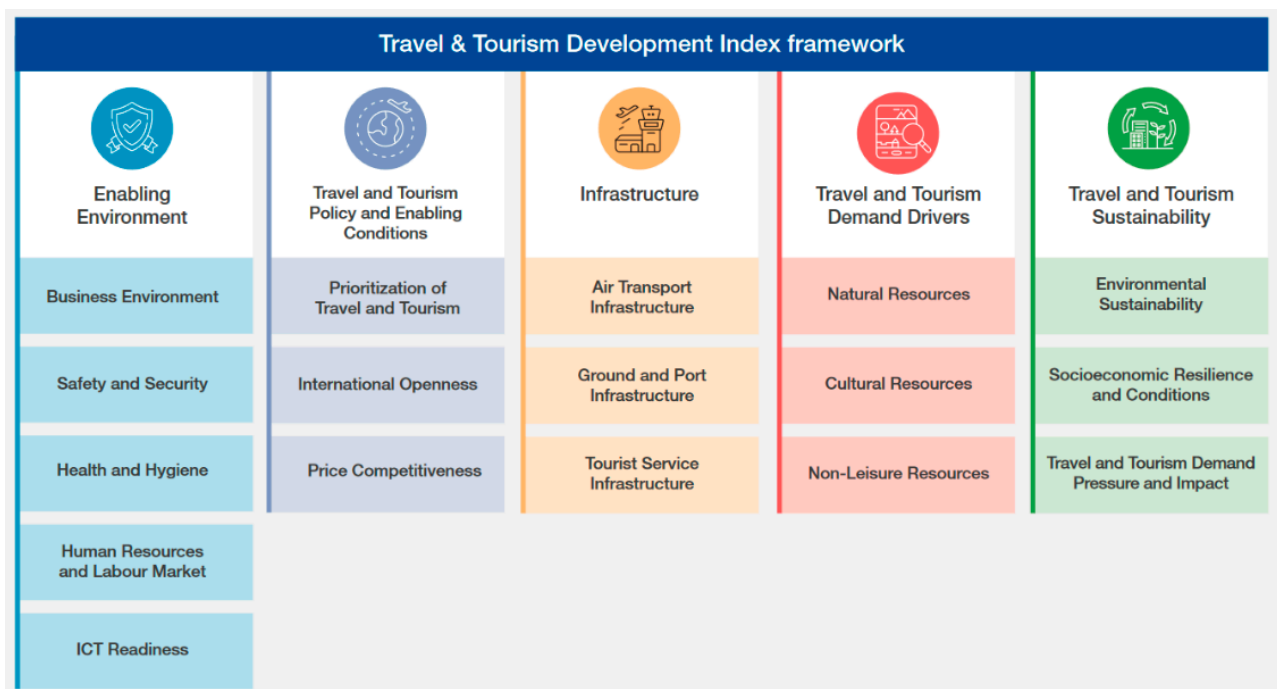 Travel & Tourism Development Index framework
Enabling
Environment
Business Environment
Safety and Security
Health and Hygiene
Human Resources
and Labour Market
ICT Readiness
Travel and Tourism
Policy and Enabling
Conditions
Prioritization of
Travel and Tourism
International Openness
Price Competitiveness
Infrastructure
Air Transport
Infrastructure
Ground and Port
Infrastructure
Tourist Service
Infrastructure
Travel and Tourism
Demand Drivers
Natural Resources
Cultural Resources
Non-Leisure Resources
Travel and Tourism
Sustainability
Environmental
Sustainability
Socioeconomic Resilience
and Conditions
Travel and Tourism Demand
Pressure and Impact